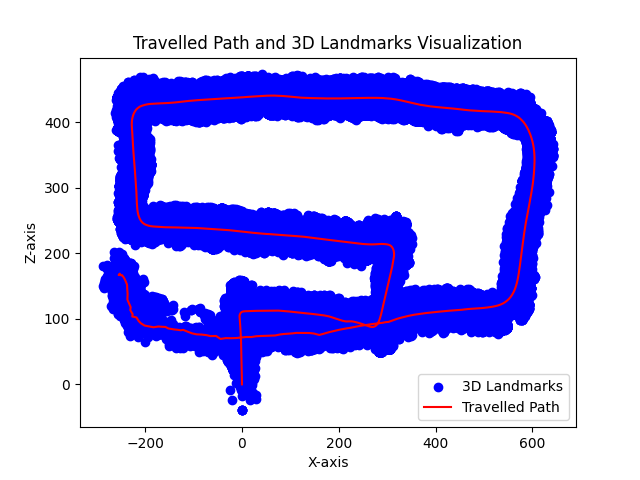 Travelled Path and 3D Landmarks Visualization
Z-axis
400
300
200
100
0
−200
0
200
400
600
X-axis
3D Landmarks
Travelled Path